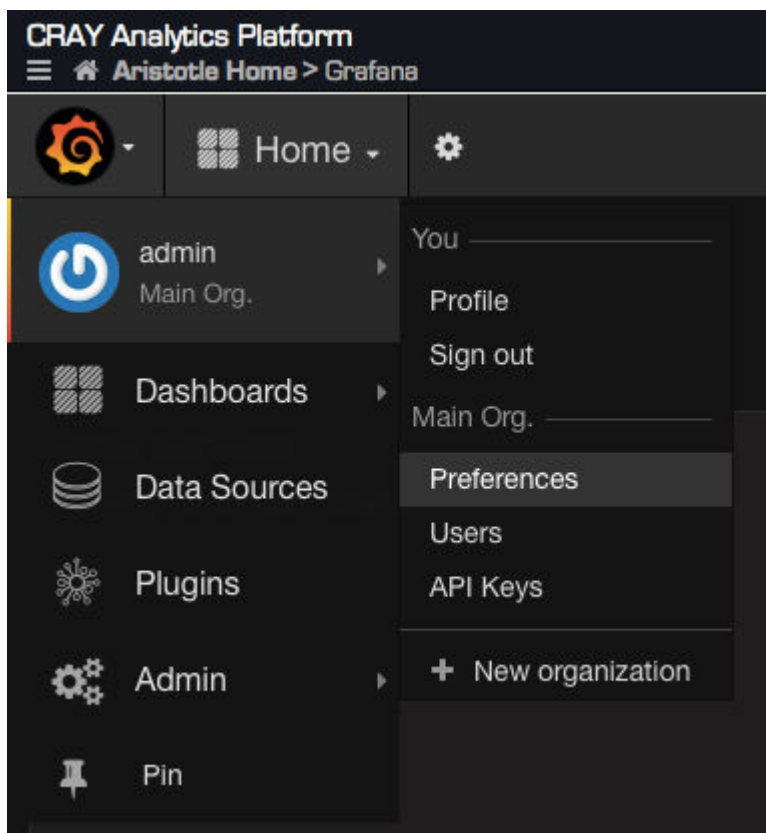 CRAY Analytics Platform
Aristotle Home > Grafana
Home
admin
Main Org.
Dashboards
Data Sources
Plugins
Admin
Pin
You
Profile
Sign out
Main Org.
Preferences
Users
API Keys
+ New organization